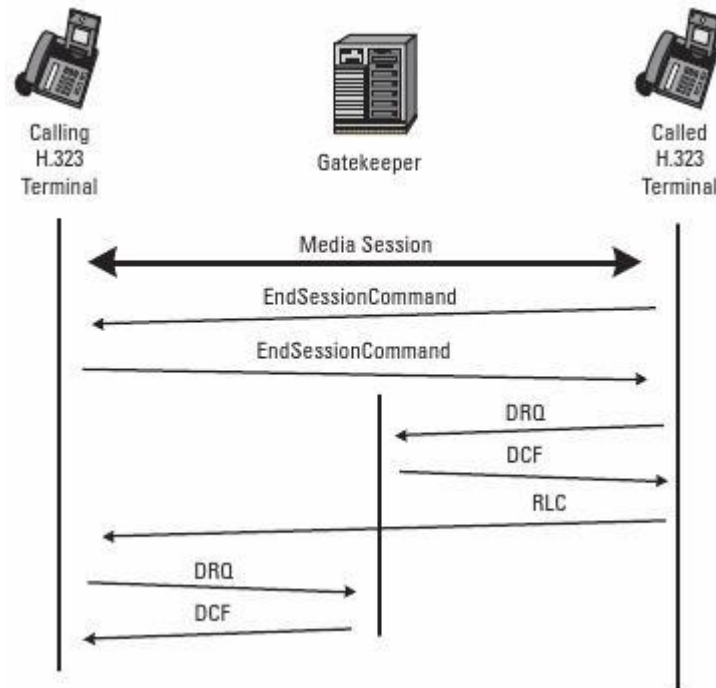 Calling
H.323
Terminal
Gatekeeper
Called
H.323
Terminal
Media Session
EndSessionCommand
EndSessionCommand
DRQ
DCF
RLC
DRQ
DCF